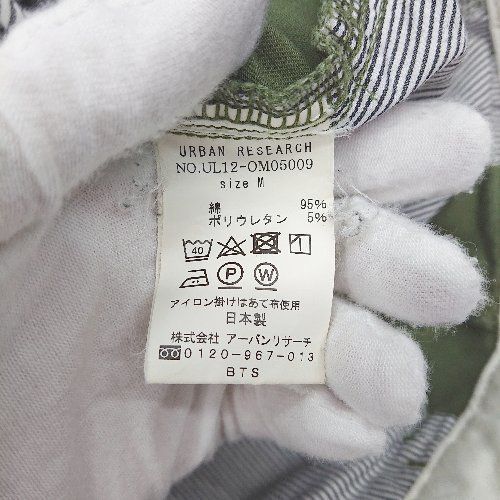 URBAN RESEARCH
NO.UL12-OM05009
size M
綿 95%
ポリウレタン 5%
40
P W
アイロン掛けはあて布使用
日本製
株式会社 アーバンリサーチ
0120-967-013
BTS